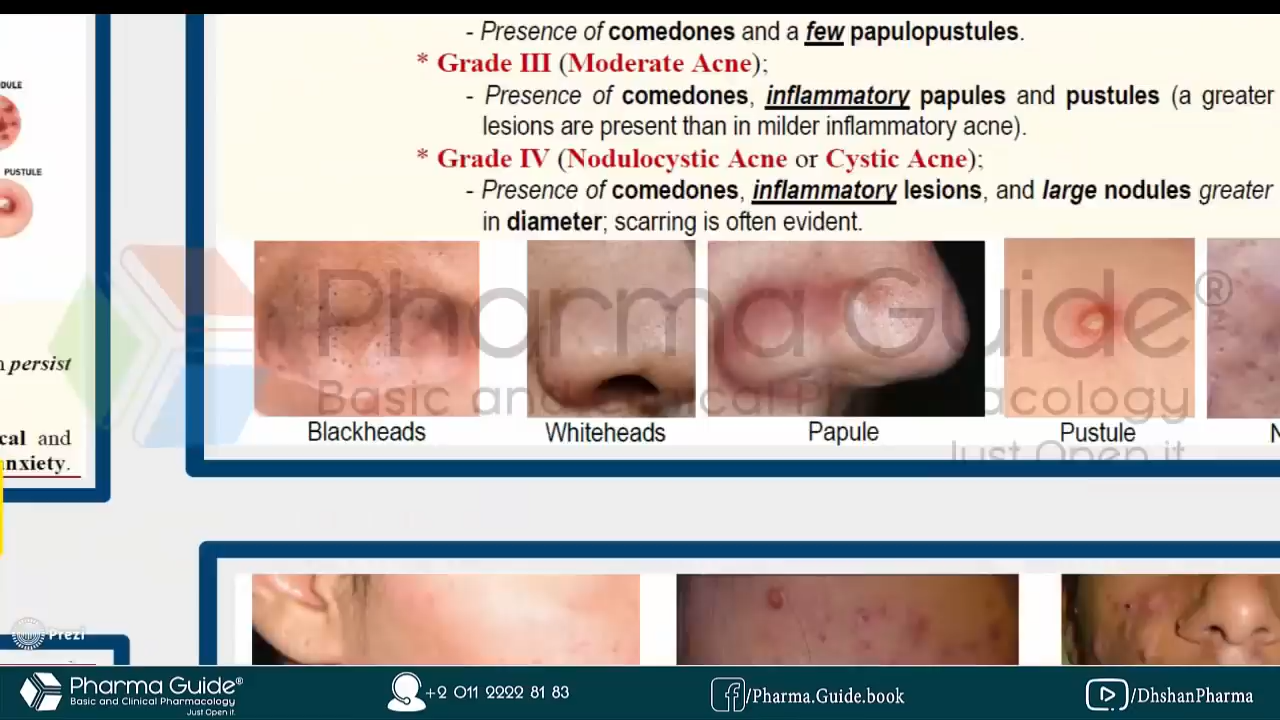 - Presence of comedones and a few papulopustules.
* Grade III (Moderate Acne);
- Presence of comedones, inflammatory papules and pustules (a greater
lesions are present than in milder inflammatory acne).
* Grade IV (Nodulocystic Acne or Cystic Acne);
- Presence of comedones, inflammatory lesions, and large nodules greater
in diameter; scarring is often evident.
DULE
PUSTULE
persist
cal and
anxiety.
Pharma Guide®
Basic and Clinical Pharmacology
Just Open it
Blackheads
Whiteheads
Papule
Pustule
N
Prezi
Pharma Guide®
Basic and Clinical Pharmacology
Just Open it.
+2 011 2222 81 83
/Pharma.Guide.book
/DhshanPharma